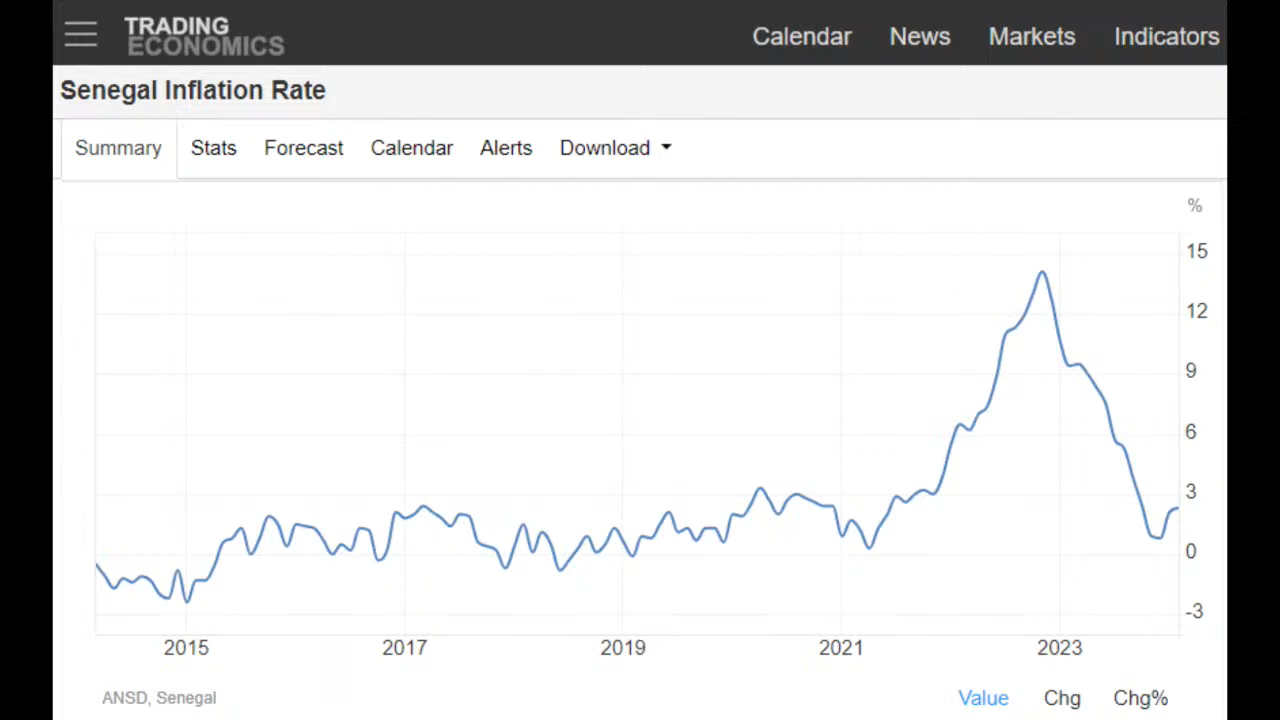 TRADING
ECONOMICS
Calendar News Markets Indicators
Senegal Inflation Rate
Summary Stats Forecast Calendar Alerts Download
%
15
12
9
6
3
0
-3
2015 2017 2019 2021 2023
ANSD, Senegal Value Chg Chg%